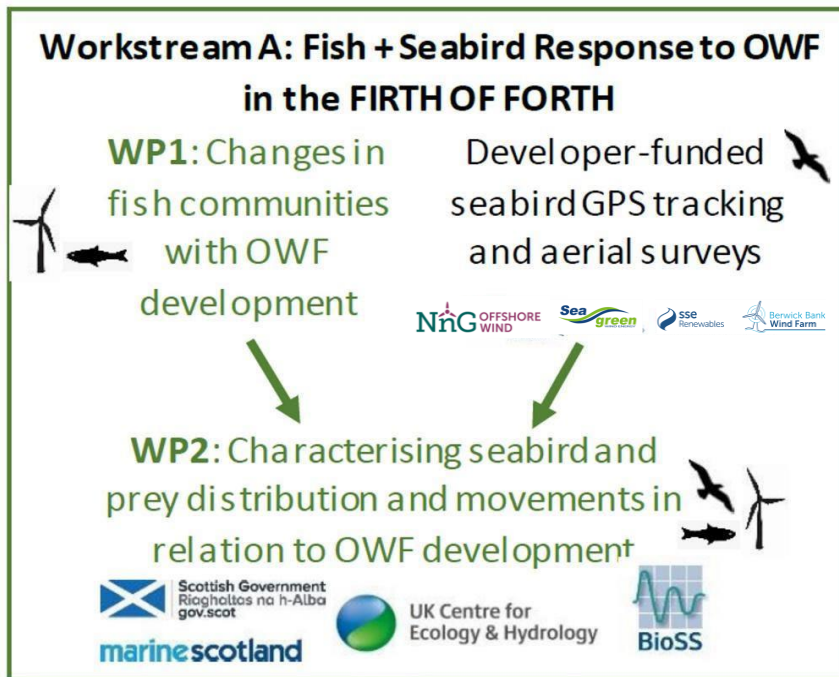 Workstream A: Fish + Seabird Response to OWF
in the FIRTH OF FORTH
WP1: Changes in
fish communities
with OWF
development
Developer-funded
seabird GPS tracking
and aerial surveys
NnG OFFSHORE
WIND
Sea
green
sse
Renewables
Berwick Bank
Wind Farm
WP2: Characterising seabird and
prey distribution and movements in
relation to OWF development
Scottish Government
Riaghaltas na h-Alba
gov.scot
marinescotland
UK Centre for
Ecology & Hydrology
BioSS